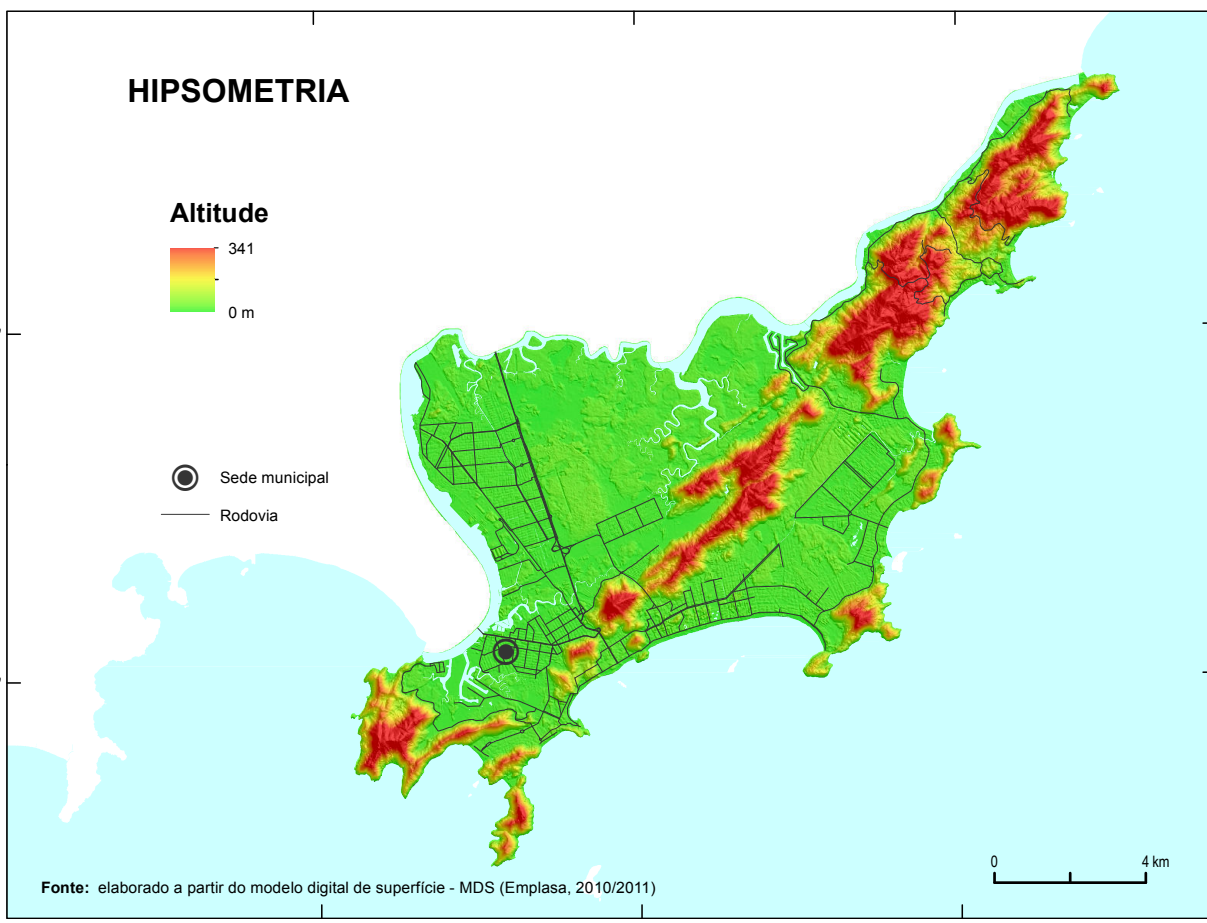 HIPSOMETRIA
Altitude
341
0 m
Sede municipal
Rodovia
0 4 km
Fonte: elaborado a partir do modelo digital de superfície - MDS (Emplasa, 2010/2011)